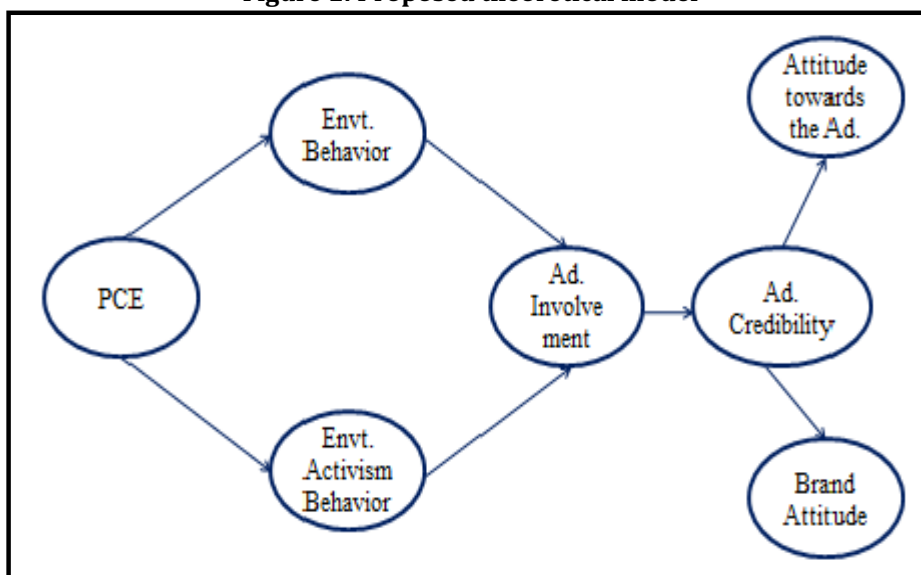 Envt.
Behavior
PCE
Envt.
Activism
Behavior
Ad.
Involve
ment
Ad.
Credibility
Attitude
towards
the Ad.
Brand
Attitude